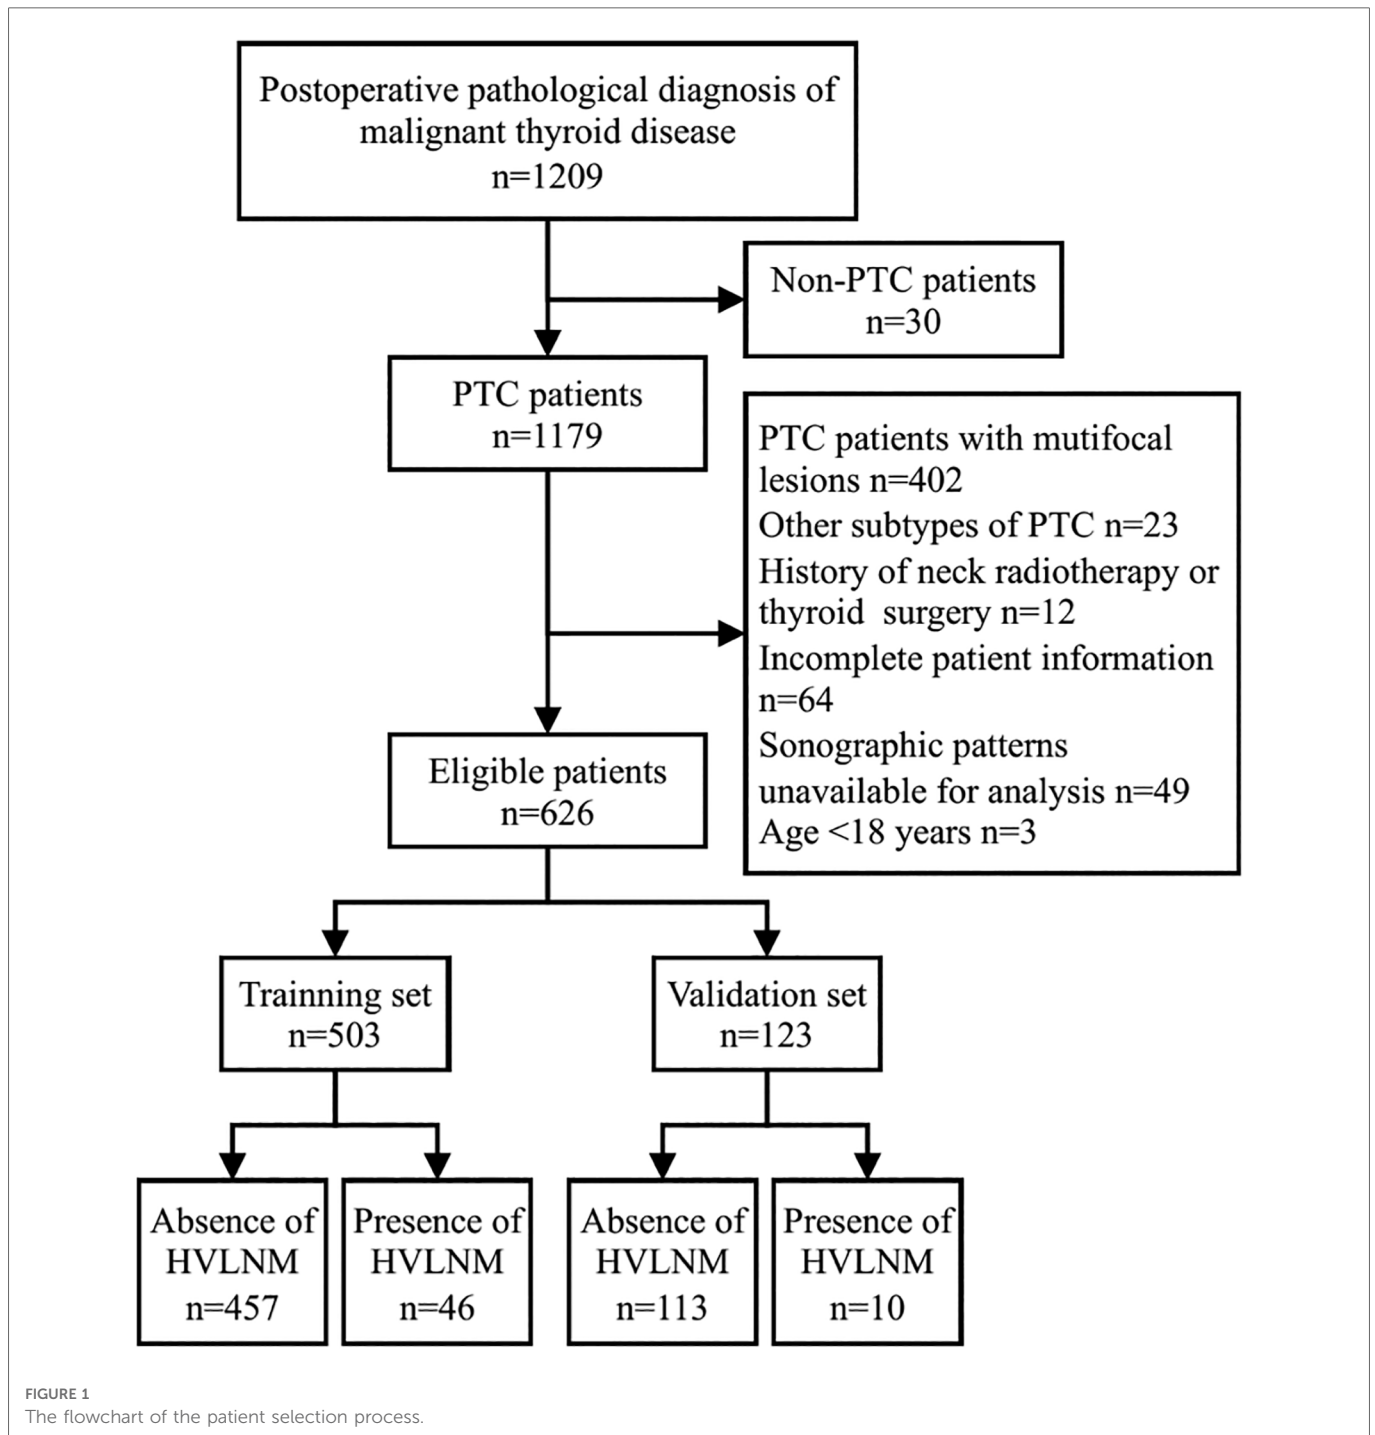 Postoperative pathological diagnosis of
malignant thyroid disease
n=1209
Non-PTC patients
n=30
PTC patients
n=1179
PTC patients with mutifocal
lesions n=402
Other subtypes of PTC n=23
History of neck radiotherapy or
thyroid surgery n=12
Incomplete patient information
n=64
Sonographic patterns
unavailable for analysis n=49
Age <18 years n=3
Eligible patients
n=626
Trainning set
n=503
Validation set
n=123
Absence of
HVLNM
n=457
Presence of
HVLNM
n=46
Absence of
HVLNM
n=113
Presence of
HVLNM
n=10
FIGURE 1
The flowchart of the patient selection process.